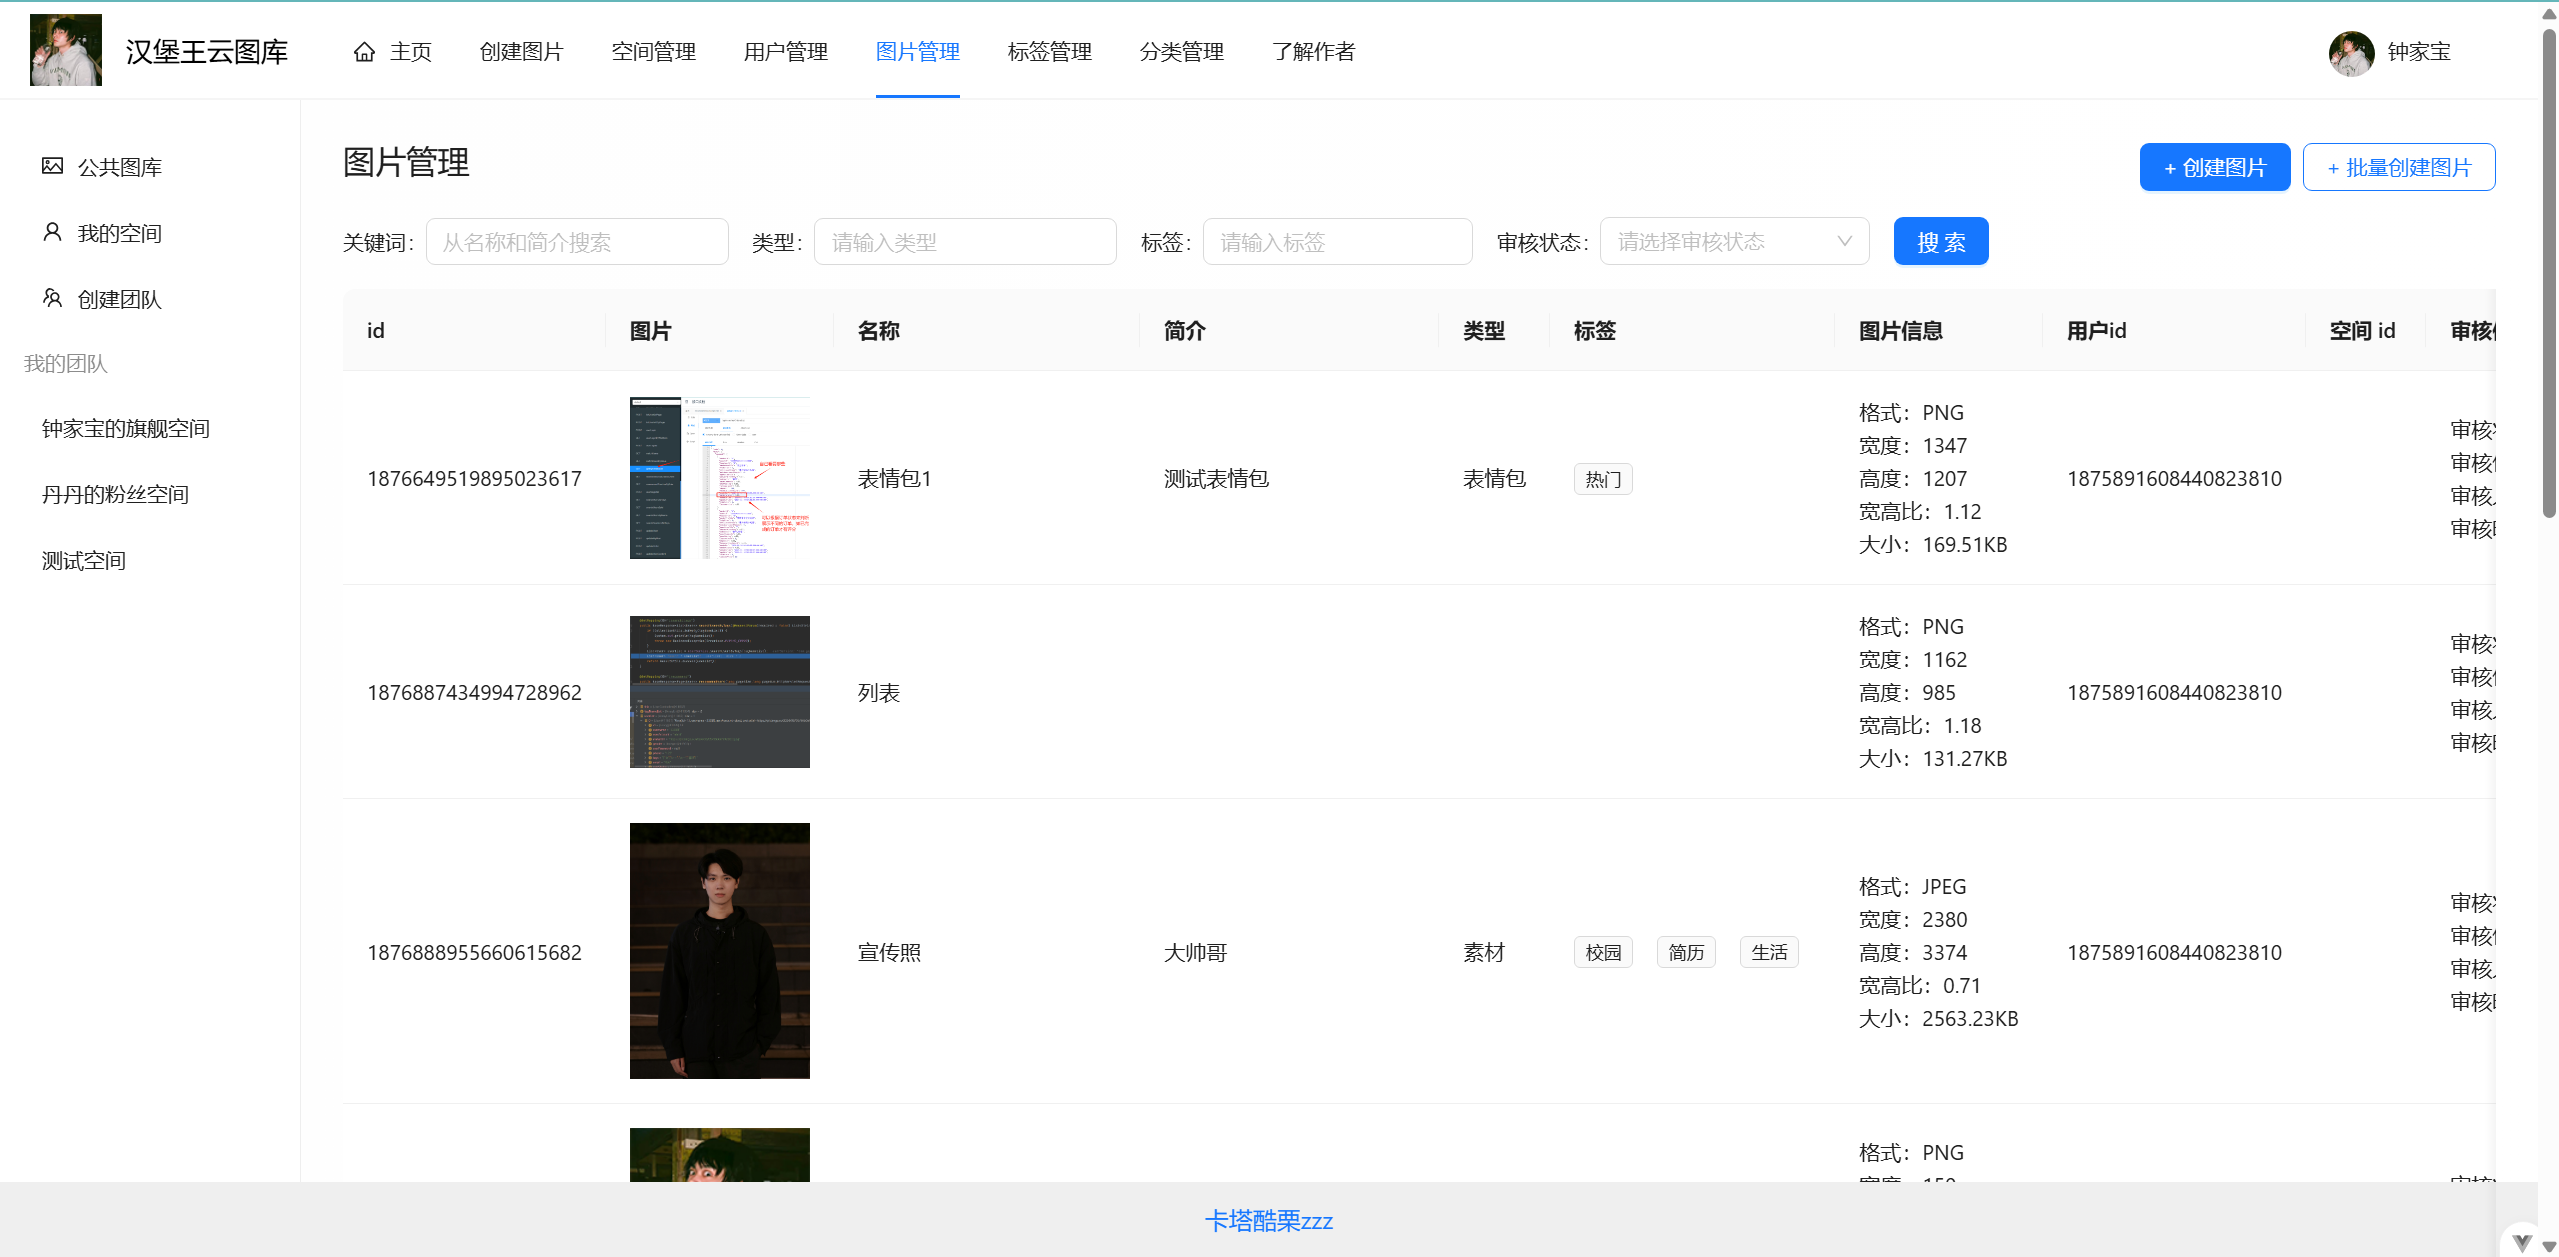 汉堡王云图库
主页 创建图片 空间管理 用户管理 图片管理 标签管理 分类管理 了解作者
钟家宝
公共图库
我的空间
创建团队
我的团队
钟家宝的旗舰空间
丹丹的粉丝空间
测试空间
图片管理
+ 创建图片 + 批量创建图片
关键词: 从名称和简介搜索 类型: 请输入类型 标签: 请输入标签 审核状态: 请选择审核状态 搜 索
id 图片 名称 简介 类型 标签 图片信息 用户id 空间 id 审核
1876649519895023617 表情包1 测试表情包 表情包 热门
格式：PNG
宽度：1347
高度：1207
宽高比：1.12
大小：169.51KB
1875891608440823810
审核
审核
审核
审核
1876887434994728962 列表
格式：PNG
宽度：1162
高度：985
宽高比：1.18
大小：131.27KB
1875891608440823810
审核
审核
审核
审核
1876888955660615682 宣传照 大帅哥 素材 校园 简历 生活
格式：JPEG
宽度：2380
高度：3374
宽高比：0.71
大小：2563.23KB
1875891608440823810
审核
审核
审核
审核
格式：PNG
卡塔酷栗zzz